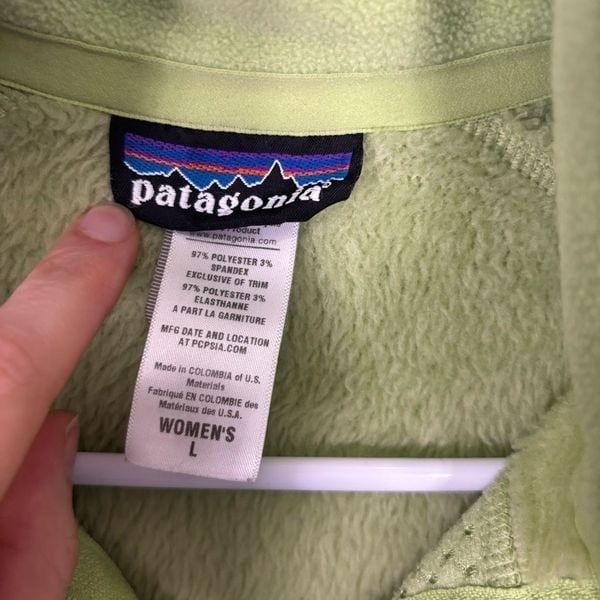 patagonia
Product
www.patagonia.com
97% POLYESTER 3%
SPANDEX
EXCLUSIVE OF TRIM
97% POLYESTER 3%
ELASTHANNE
A PART LA GARNITURE
MFG DATE AND LOCATION
AT PCPSIA.COM
Made in COLOMBIA of U.S.
Materials
Fabriqué EN COLOMBIE des
Matériaux des U.S.A.
WOMEN'S
L